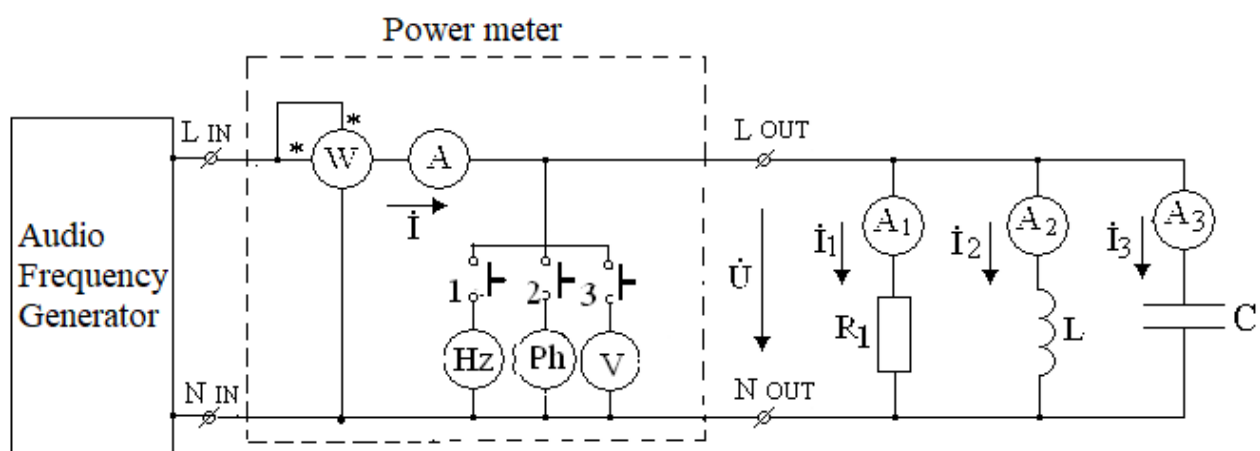 Power meter
L IN
L OUT
*
*
W
A
İ
Audio
Frequency
Generator
1
2
3
Hz
Ph
V
U̇
A1
A2
A3
İ1
İ2
İ3
R1
L
C
N IN
N OUT